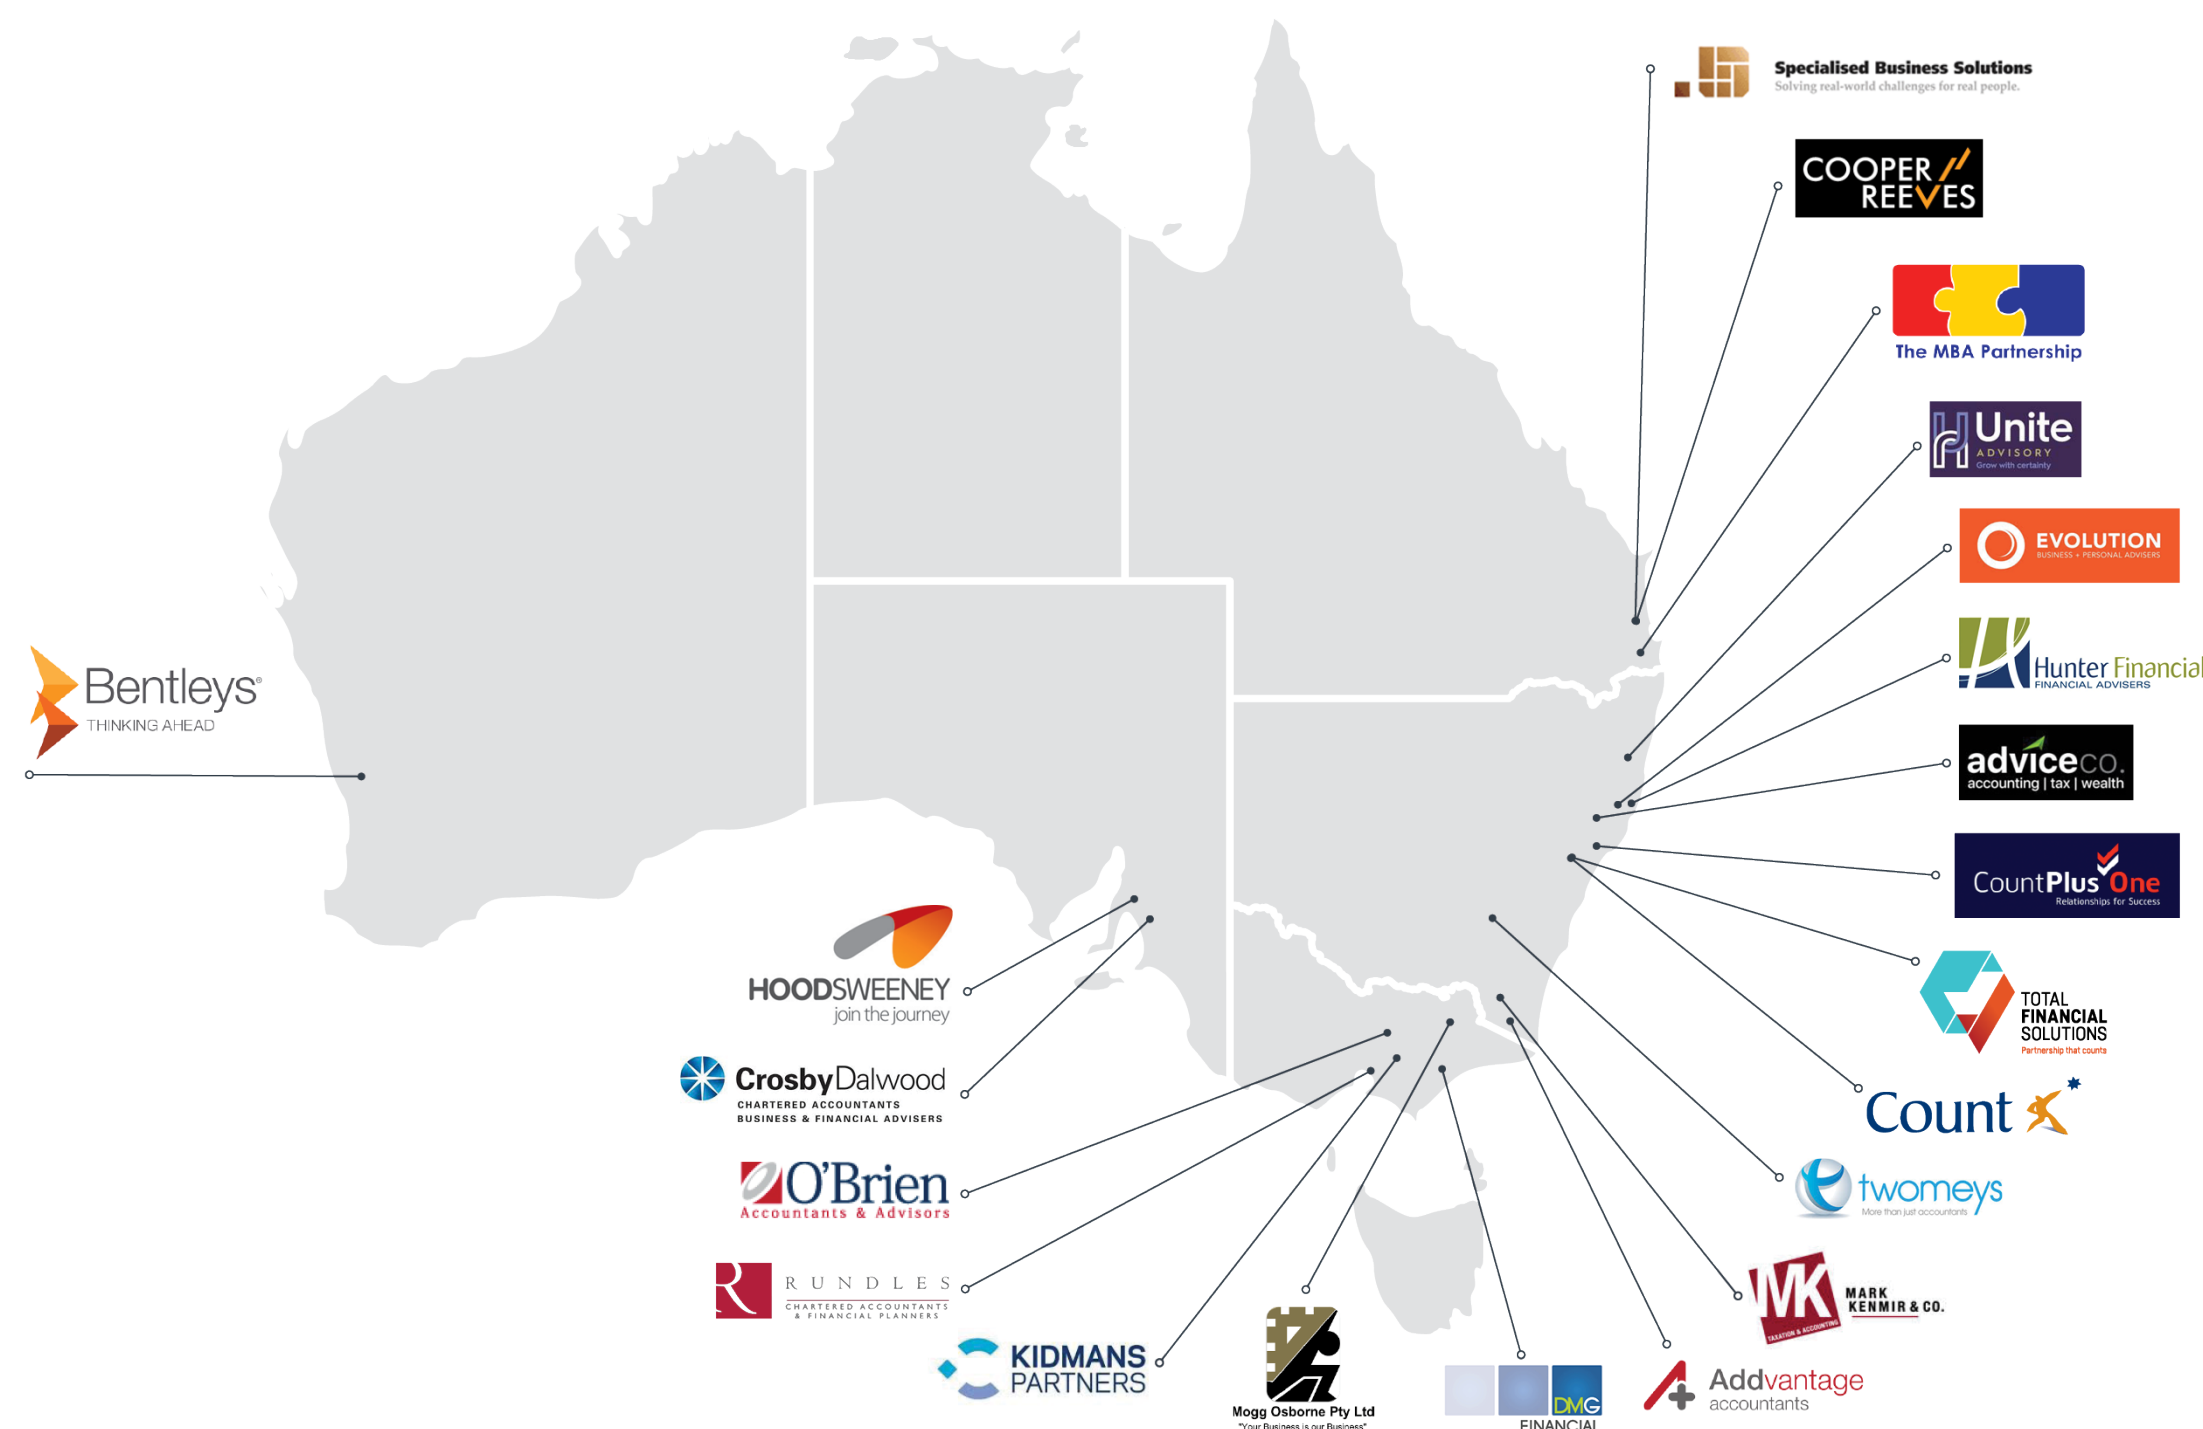 Specialised Business Solutions
Solving real-world challenges for real people.
COOPER
REEVES
The MBA Partnership
Unite
ADVISORY
Grow with certainty
EVOLUTION
BUSINESS + PERSONAL ADVISERS
Hunter Financial
FINANCIAL ADVISERS
adviceco.
accounting | tax | wealth
CountPlus One
Relationships for Success
TOTAL
FINANCIAL
SOLUTIONS
Partnership that counts
Count
twomeys
More than just accountants
MK
TAXATION & ACCOUNTING
MARK
KENMIR & CO.
Addvantage
accountants
DMG
FINANCIAL
Mogg Osborne Pty Ltd
"Your Business is our Business"
KIDMANS
PARTNERS
R
RUNDLES
CHARTERED ACCOUNTANTS
& FINANCIAL PLANNERS
O'Brien
Accountants & Advisors
CrosbyDalwood
CHARTERED ACCOUNTANTS
BUSINESS & FINANCIAL ADVISERS
HOODSWEENEY
join the journey
Bentleys®
THINKING AHEAD